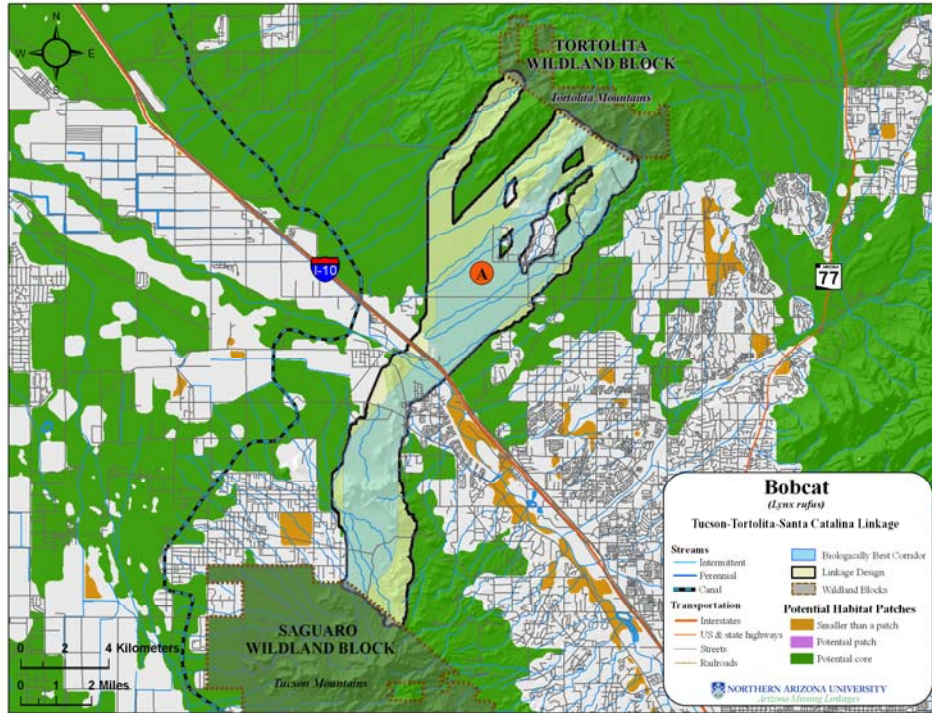 N
W E
S
TORTOLITA
WILDLAND BLOCK
Tortolita Mountains
I-10
A
ARIZONA
77
SAGUARO
WILDLAND BLOCK
Tucson Mountains
0 1 2 4 Kilometers
0 1 2 Miles
Bobcat
(Lynx rufus)
Tucson-Tortolita-Santa Catalina Linkage
Streams
Intermittent
Perennial
Canal
Transportation
Interstates
US & state highways
Streets
Railroads
Biologically Best Corridor
Linkage Design
Wildland Blocks
Potential Habitat Patches
Smaller than a patch
Potential patch
Potential core
NORTHERN ARIZONA UNIVERSITY
Arizona Missing Linkages